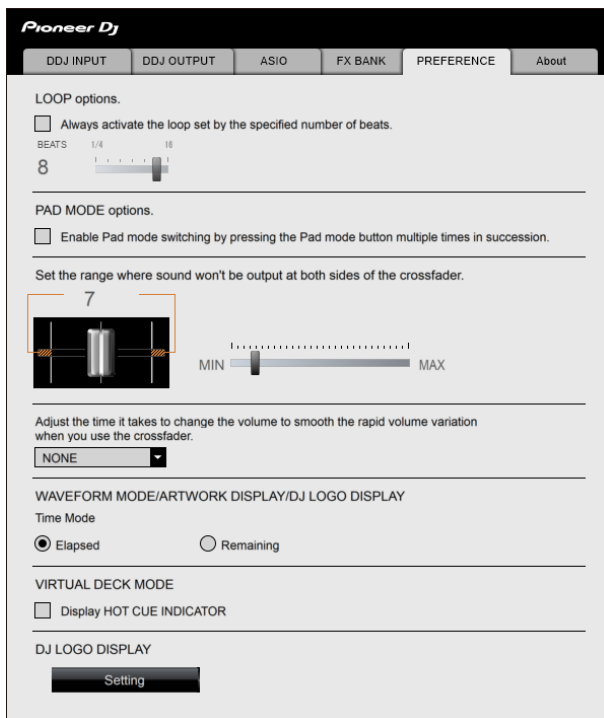 Pioneer Dj
DDJ INPUT DDJ OUTPUT ASIO FX BANK PREFERENCE About
LOOP options.
Always activate the loop set by the specified number of beats.
BEATS 1/4 16
8
PAD MODE options.
Enable Pad mode switching by pressing the Pad mode button multiple times in succession.
Set the range where sound won't be output at both sides of the crossfader.
7
MIN MAX
Adjust the time it takes to change the volume to smooth the rapid volume variation
when you use the crossfader.
NONE
WAVEFORM MODE/ARTWORK DISPLAY/DJ LOGO DISPLAY
Time Mode
Elapsed Remaining
VIRTUAL DECK MODE
Display HOT CUE INDICATOR
DJ LOGO DISPLAY
Setting